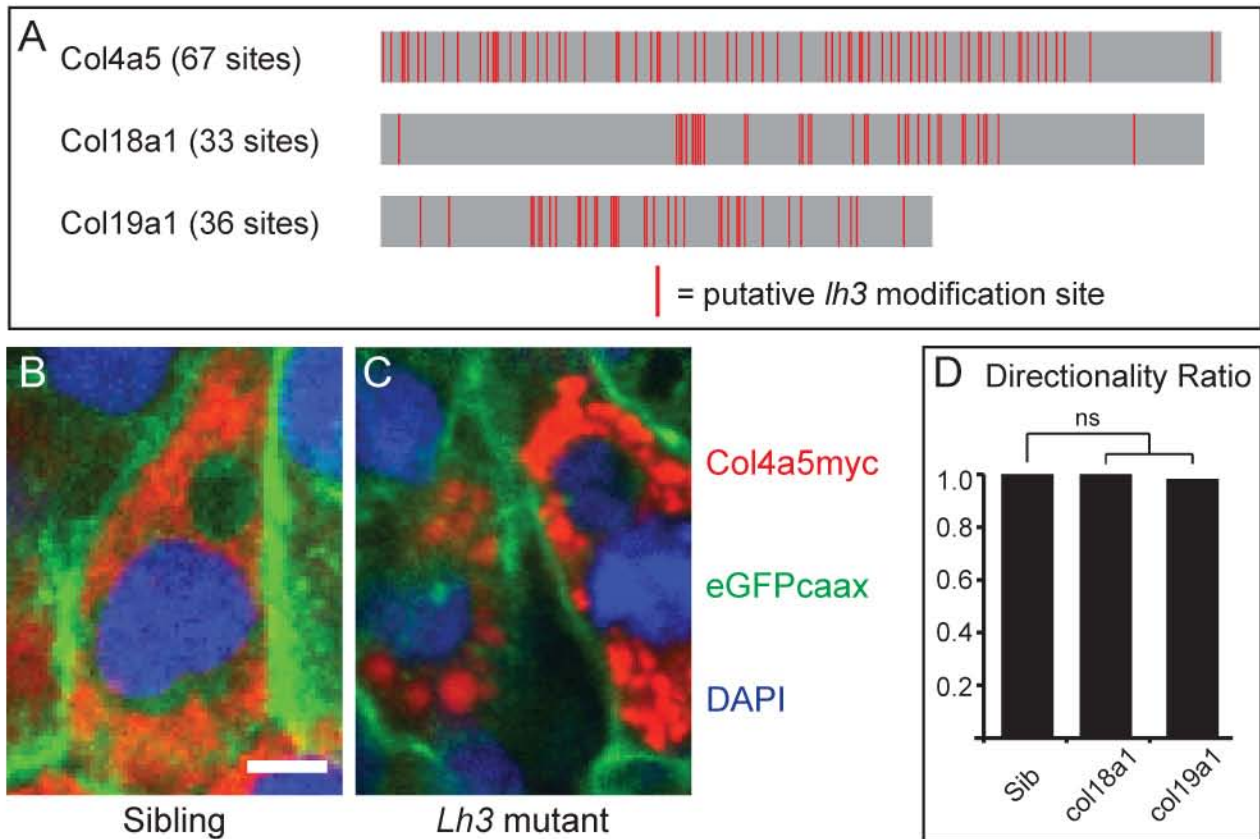 A
Col4a5 (67 sites)
Col18a1 (33 sites)
Col19a1 (36 sites)
= putative lh3 modification site
B
C
Col4a5myc
eGFPcaax
DAPI
Sibling
Lh3 mutant
D Directionality Ratio
ns
1.0
0.8
0.6
0.4
0.2
Sib
col18a1
col19a1